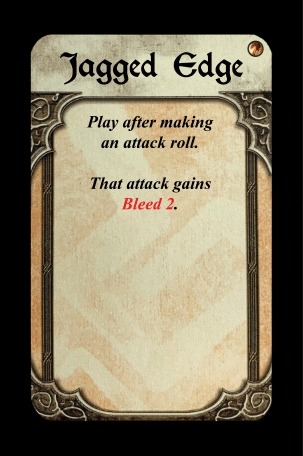 Jagged Edge
Play after making
an attack roll.
That attack gains
Bleed 2.